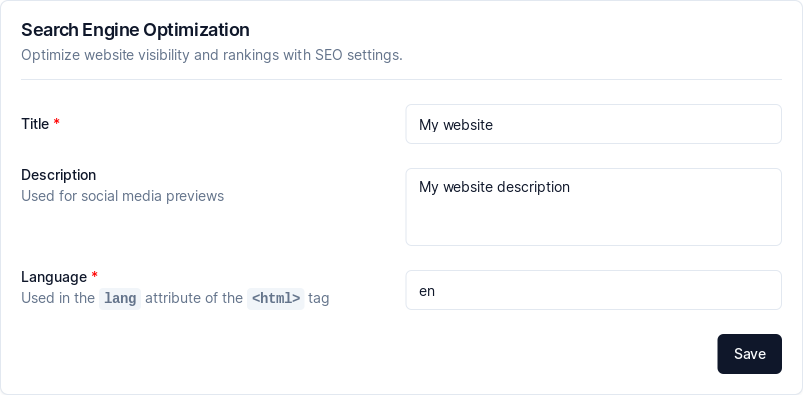 Search Engine Optimization
Optimize website visibility and rankings with SEO settings.
Title *
My website
Description
Used for social media previews
My website description
Language *
Used in the lang attribute of the <html> tag
en
Save